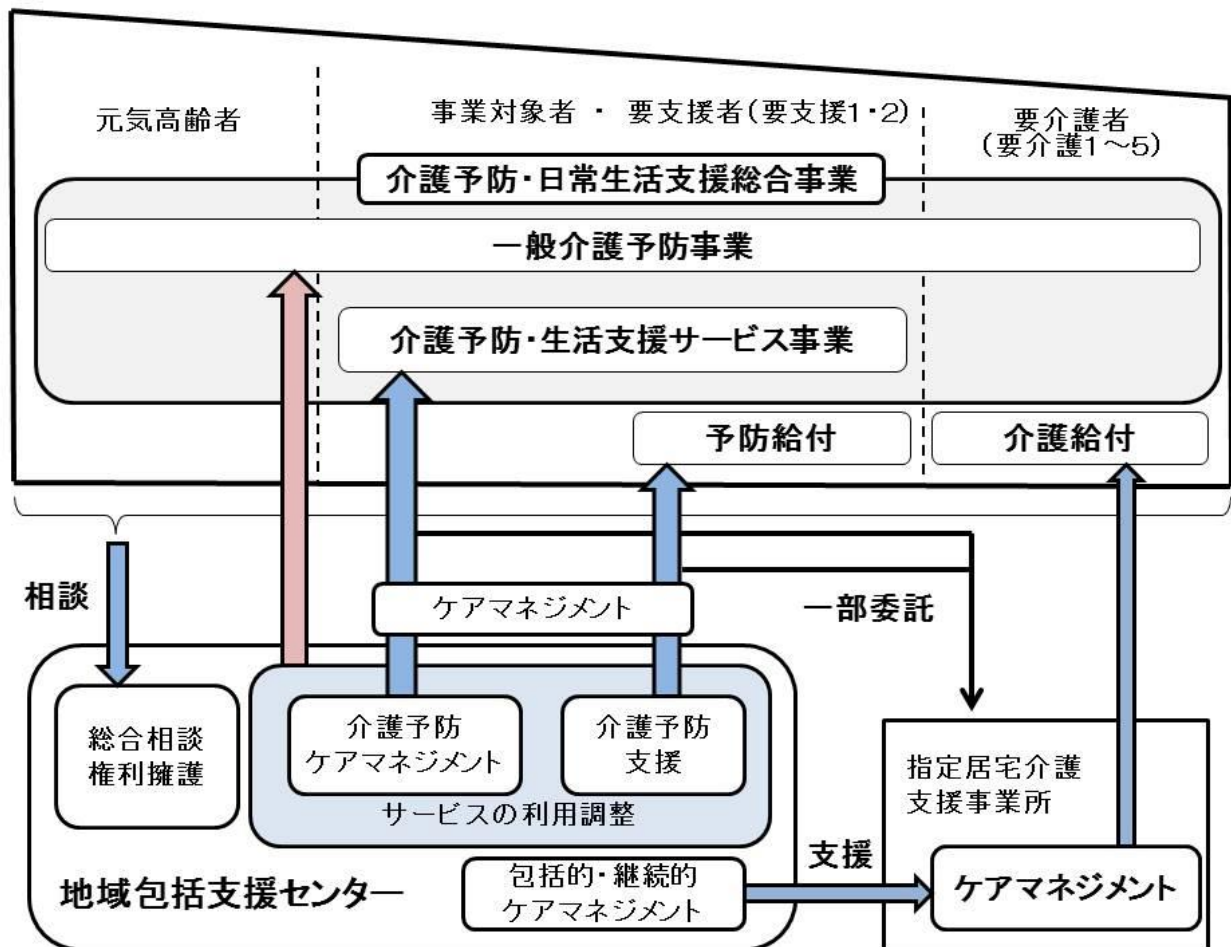 元気高齢者
事業対象者 ・ 要支援者(要支援1・2)
要介護者
(要介護1～5)
介護予防・日常生活支援総合事業
一般介護予防事業
介護予防・生活支援サービス事業
予防給付
介護給付
相談
ケアマネジメント
一部委託
総合相談
権利擁護
介護予防
ケアマネジメント
介護予防
支援
サービスの利用調整
指定居宅介護
支援事業所
地域包括支援センター
包括的・継続的
ケアマネジメント
支援
ケアマネジメント